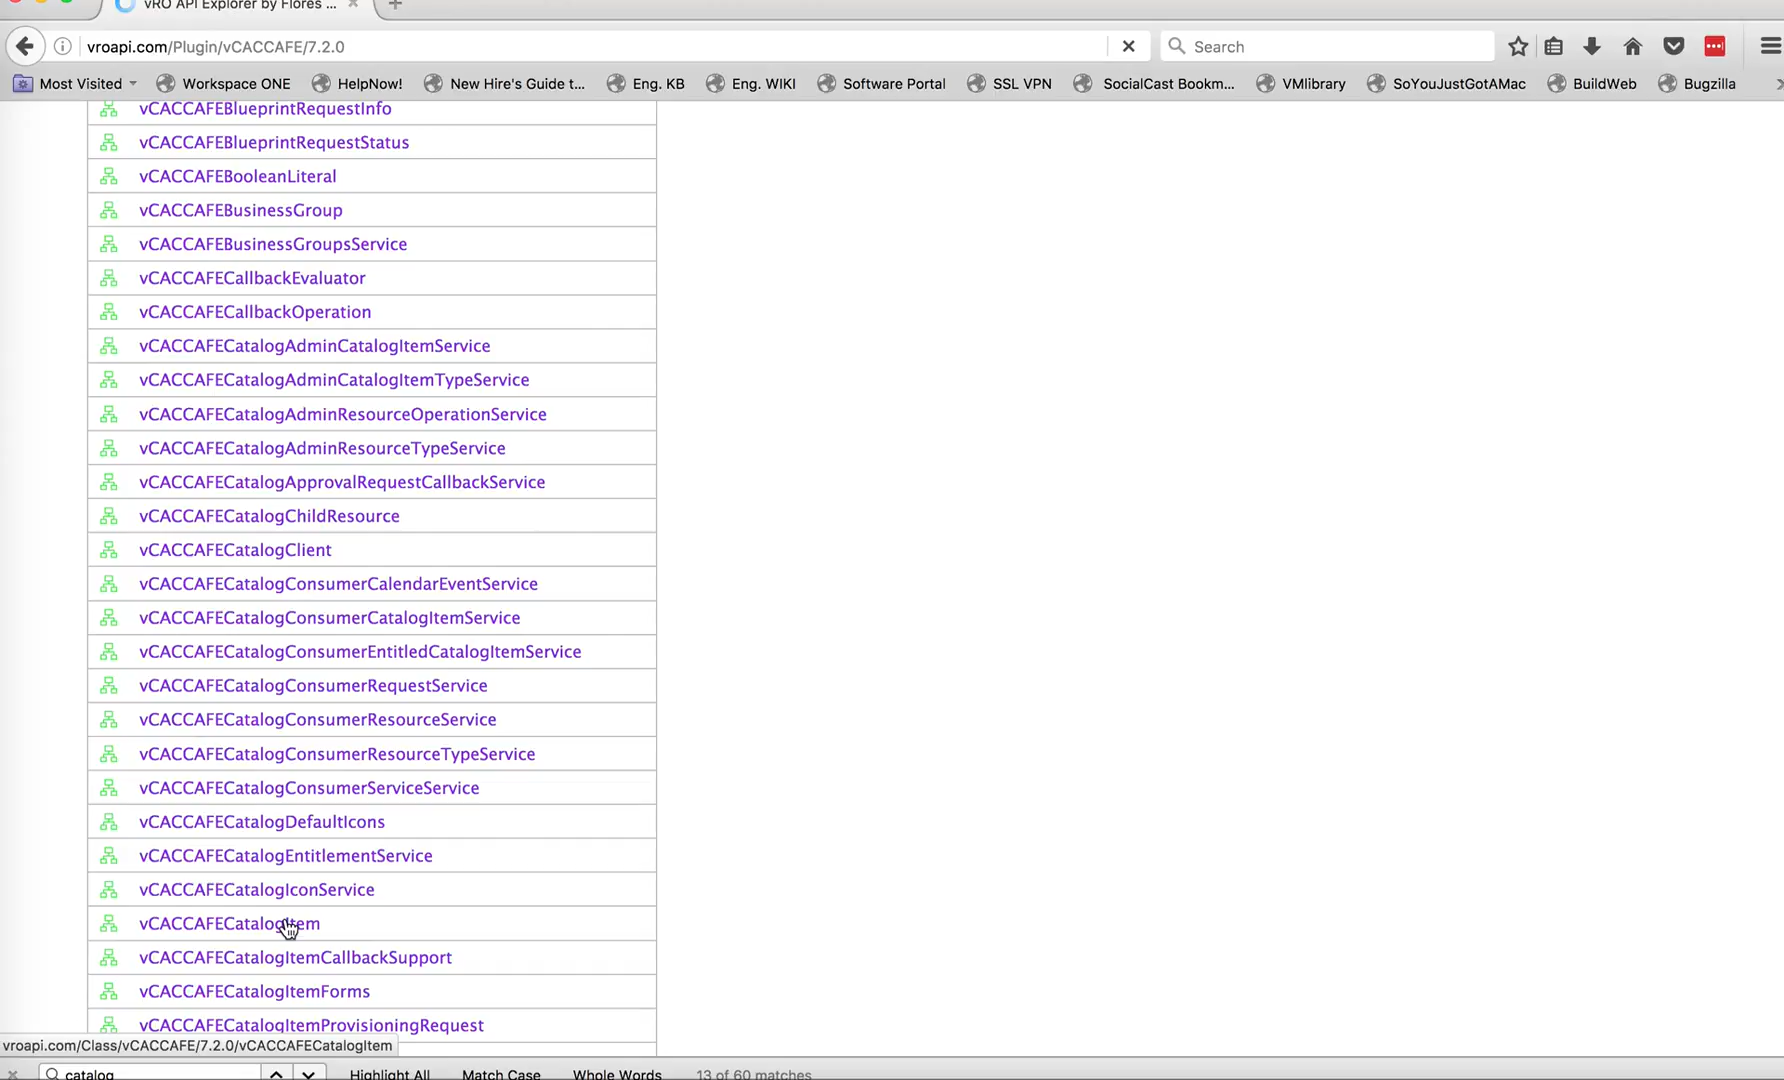 vRO API Explorer by Flores ...
vroapi.com/Plugin/vCACCAFE/7.2.0
Search
Most Visited
Workspace ONE
HelpNow!
New Hire's Guide t...
Eng. KB
Eng. WIKI
Software Portal
SSL VPN
SocialCast Bookm...
VMlibrary
SoYouJustGotAMac
BuildWeb
Bugzilla
vCACCAFEBlueprintRequestInfo
vCACCAFEBlueprintRequestStatus
vCACCAFEBooleanLiteral
vCACCAFEBusinessGroup
vCACCAFEBusinessGroupsService
vCACCAFECallbackEvaluator
vCACCAFECallbackOperation
vCACCAFECatalogAdminCatalogItemService
vCACCAFECatalogAdminCatalogItemTypeService
vCACCAFECatalogAdminResourceOperationService
vCACCAFECatalogAdminResourceTypeService
vCACCAFECatalogApprovalRequestCallbackService
vCACCAFECatalogChildResource
vCACCAFECatalogClient
vCACCAFECatalogConsumerCalendarEventService
vCACCAFECatalogConsumerCatalogItemService
vCACCAFECatalogConsumerEntitledCatalogItemService
vCACCAFECatalogConsumerRequestService
vCACCAFECatalogConsumerResourceService
vCACCAFECatalogConsumerResourceTypeService
vCACCAFECatalogConsumerServiceService
vCACCAFECatalogDefaultIcons
vCACCAFECatalogEntitlementService
vCACCAFECatalogIconService
vCACCAFECatalogItem
vCACCAFECatalogItemCallbackSupport
vCACCAFECatalogItemForms
vCACCAFECatalogItemProvisioningRequest
vroapi.com/Class/vCACCAFE/7.2.0/vCACCAFECatalogItem
catalog
Highlight All
Match Case
Whole Words
13 of 60 matches